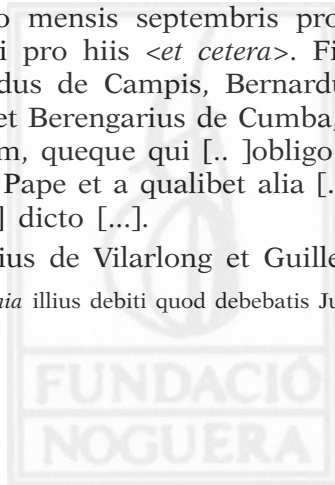 o mensis septembris pro
i pro hiis <et cetera>. Fi
dus de Campis, Bernardu
et Berengarius de Cumba
m, queque qui [.. ]obligo
Pape et a qualibet alia [.
] dicto [...].
ius de Vilarlong et Guille
nia illius debiti quod debebatis Ju
FUNDACIÓ
NOGUERA